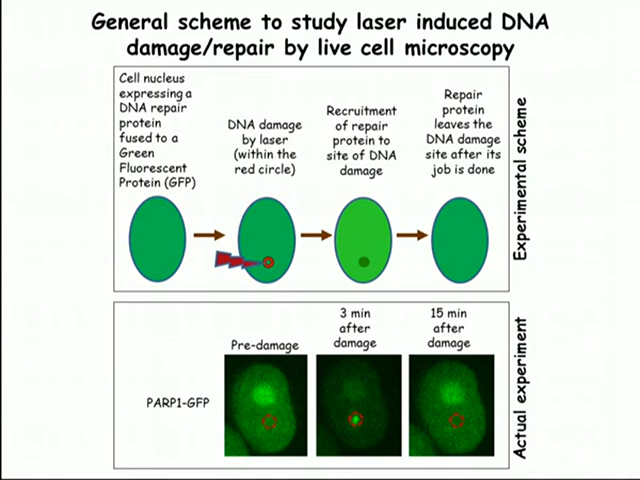 General scheme to study laser induced DNA
damage/repair by live cell microscopy
Cell nucleus
expressing a
DNA repair
protein
fused to a
Green
Fluorescent
Protein (GFP)
DNA damage
by laser
(within the
red circle)
Recruitment
of repair
protein to
site of DNA
damage
Repair
protein
leaves the
DNA damage
site after its
job is done
Experimental scheme
Pre-damage
3 min
after
damage
15 min
after
damage
PARP1-GFP
Actual experiment